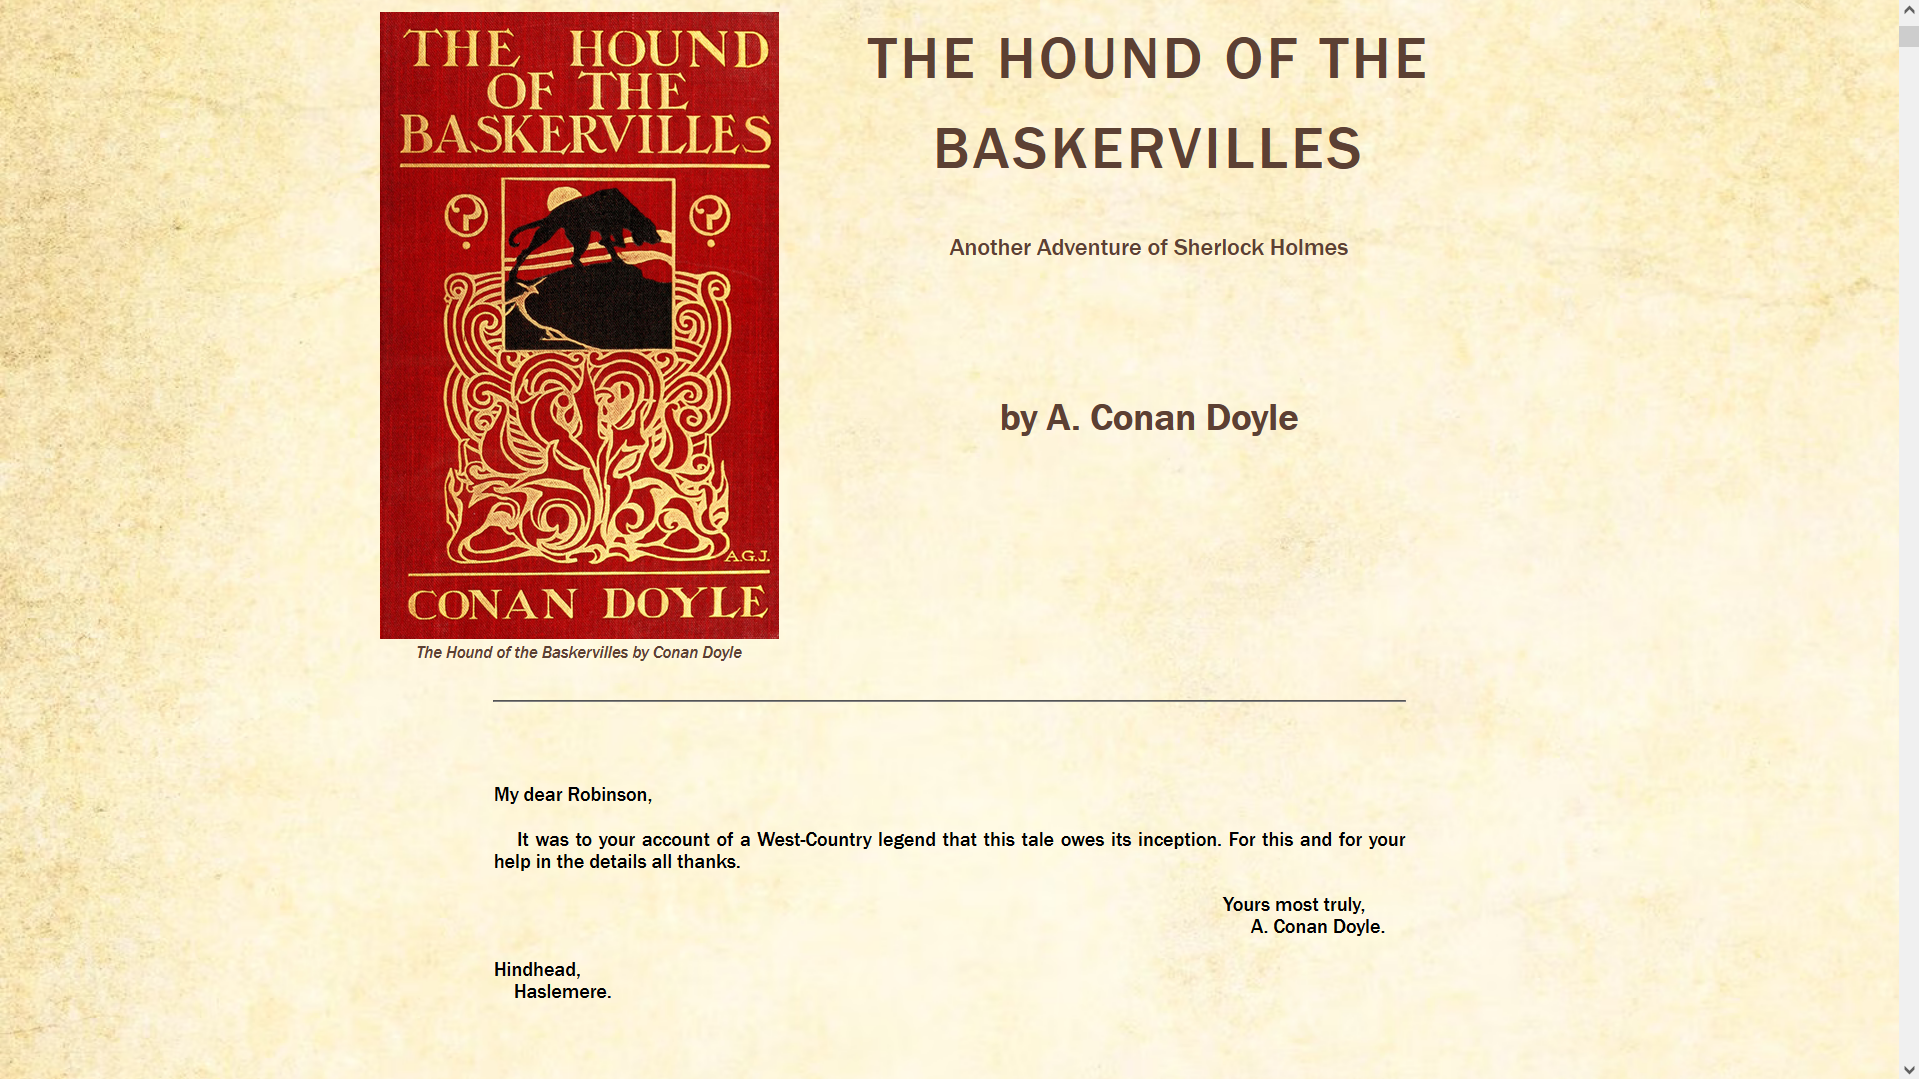 THE HOUND
OF THE
BASKERVILLES
A.G.J.
CONAN DOYLE
The Hound of the Baskervilles by Conan Doyle
THE HOUND OF THE
BASKERVILLES
Another Adventure of Sherlock Holmes
by A. Conan Doyle
My dear Robinson,
It was to your account of a West-Country legend that this tale owes its inception. For this and for your
help in the details all thanks.
Yours most truly,
A. Conan Doyle.
Hindhead,
Haslemere.